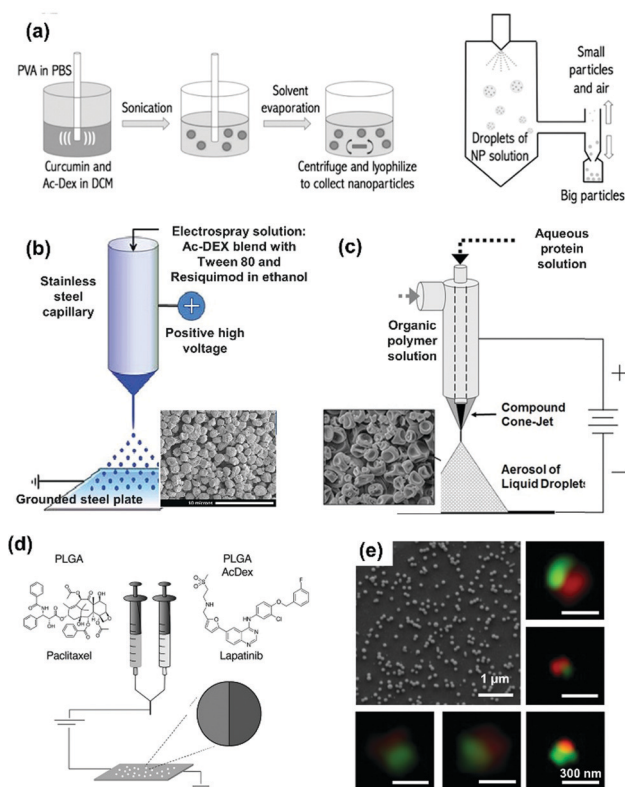 (a)
PVA in PBS
Sonication
Solvent
evaporation
Curcumin and
Ac-Dex in DCM
Centrifuge and lyophilize
to collect nanoparticles
Droplets of
NP solution
Small
particles
and air
Big particles
(b)
Electrospray solution:
Ac-DEX blend with
Tween 80 and
Resiquimod in ethanol
Stainless
steel
capillary
+
Positive high
voltage
Grounded steel plate
(c)
Aqueous
protein
solution
Organic
polymer
solution
+
Compound
Cone-Jet
Aerosol of
Liquid Droplets
−
(d)
PLGA
Paclitaxel
PLGA
AcDex
Lapatinib
(e)
1 µm
300 nm